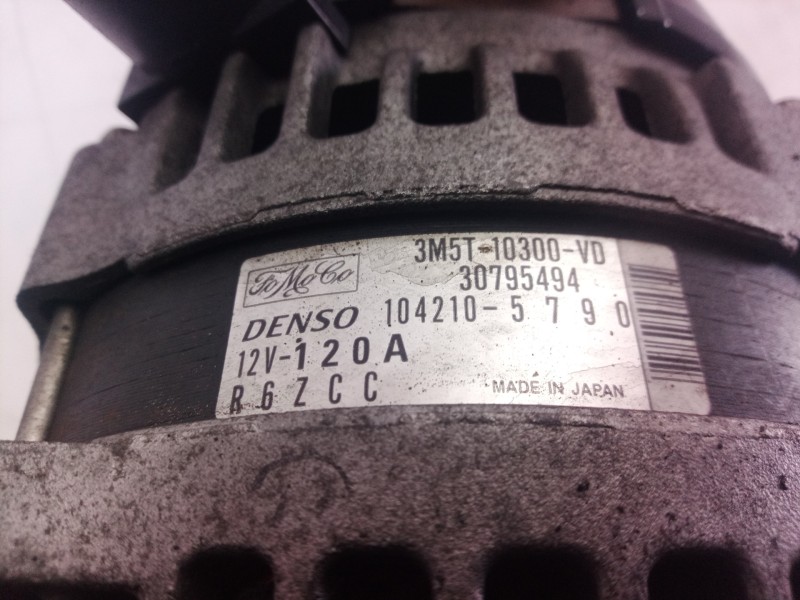 3M5T-10300-VD
FoMoCo
30795494
DENSO 104210-5790
12V-120A
R6ZCC
MADE IN JAPAN